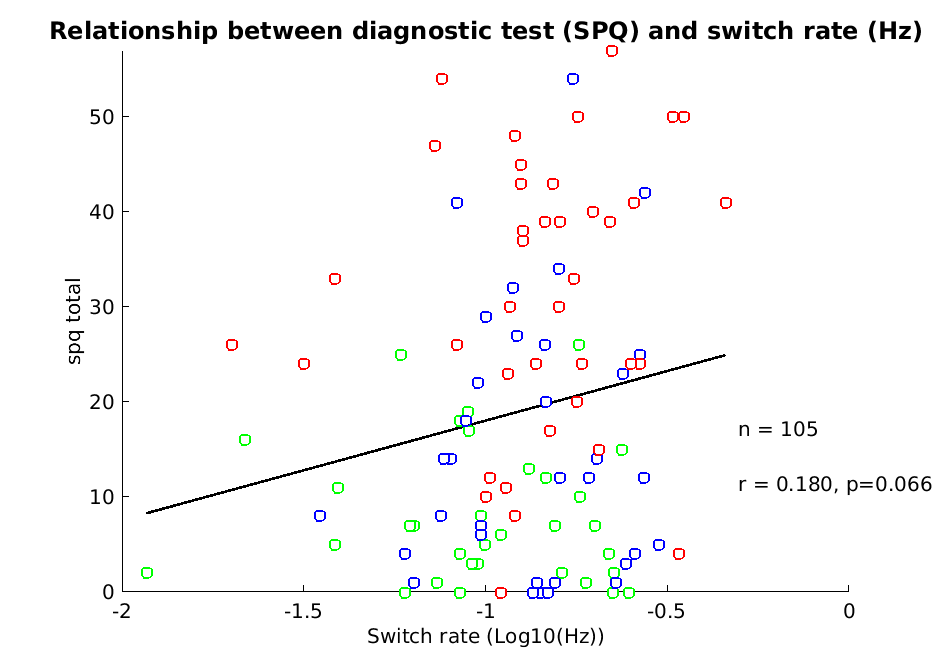 Relationship between diagnostic test (SPQ) and switch rate (Hz)
spq total
50
40
30
20
10
0
n = 105
r = 0.180, p=0.066
-2
-1.5
-1
-0.5
0
Switch rate (Log10(Hz))